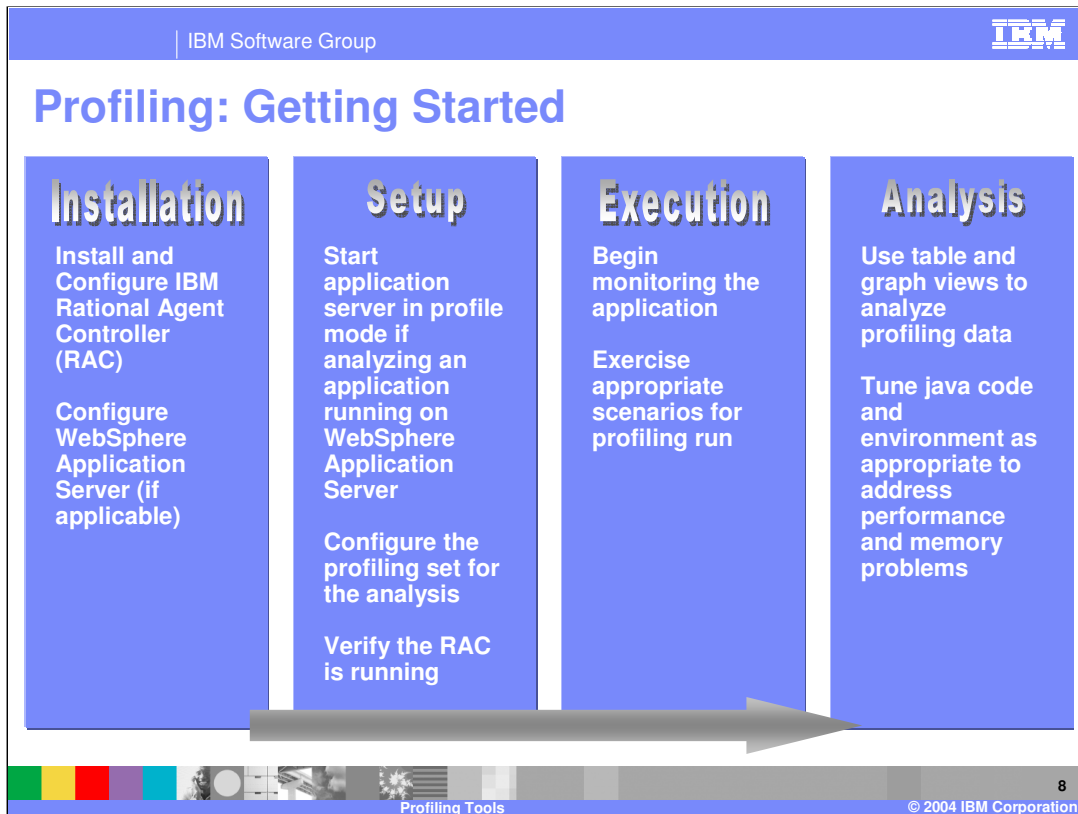 IBM Software Group
IBM
Profiling: Getting Started
Installation
Install and
Configure IBM
Rational Agent
Controller
(RAC)
Configure
WebSphere
Application
Server (if
applicable)
Setup
Start
application
server in profile
mode if
analyzing an
application
running on
WebSphere
Application
Server
Configure the
profiling set for
the analysis
Verify the RAC
is running
Execution
Begin
monitoring the
application
Exercise
appropriate
scenarios for
profiling run
Analysis
Use table and
graph views to
analyze
profiling data
Tune java code
and
environment as
appropriate to
address
performance
and memory
problems
8
Profiling Tools
© 2004 IBM Corporation